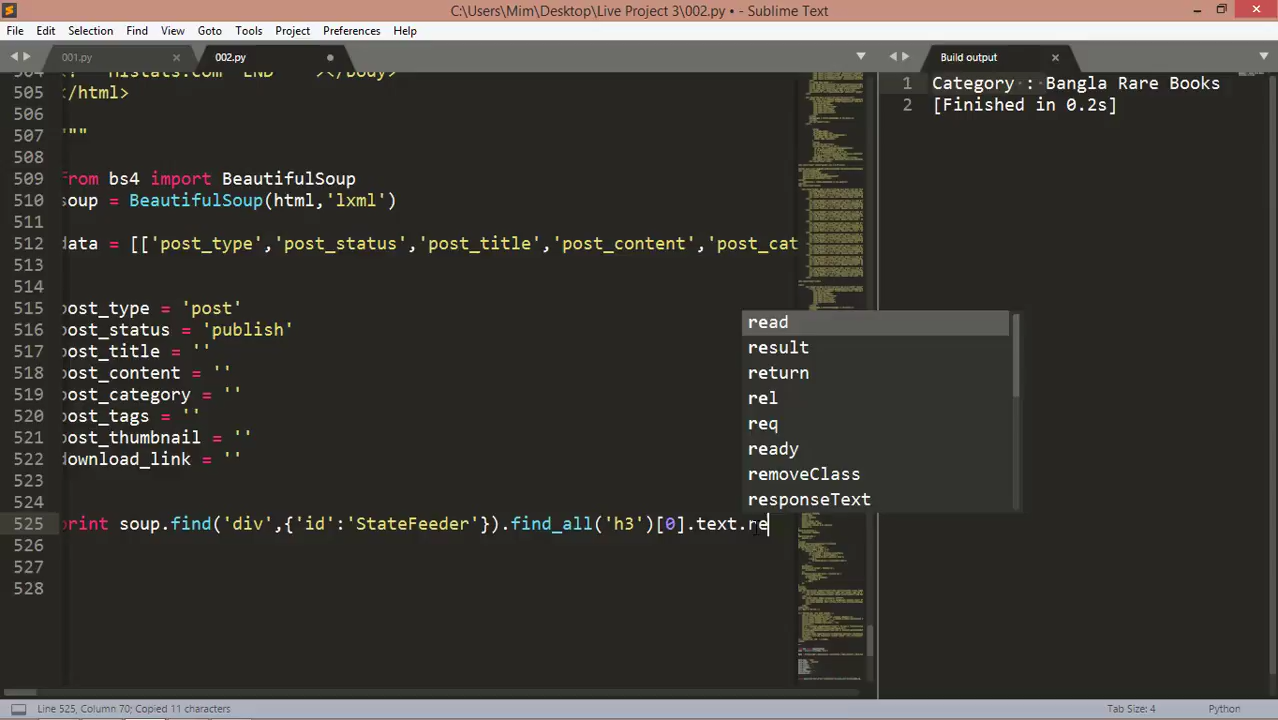 C:\Users\Mim\Desktop\Live Project 3\002.py • - Sublime Text
File Edit Selection Find View Goto Tools Project Preferences Help
001.py 002.py Build output
505 </html>
506
507 """
508
509 from bs4 import BeautifulSoup
510 soup = BeautifulSoup(html,'lxml')
511
512 data = [['post_type','post_status','post_title','post_content','post_cat
513
514
515 post_type = 'post'
516 post_status = 'publish'
517 post_title = ''
518 post_content = ''
519 post_category = ''
520 post_tags = ''
521 post_thumbnail = ''
522 download_link = ''
523
524
525 print soup.find('div',{'id':'StateFeeder'}).find_all('h3')[0].text.re
526
527
528
read
result
return
rel
req
ready
removeClass
responseText
1 Category : Bangla Rare Books
2 [Finished in 0.2s]
Line 525, Column 70; Copied 11 characters Tab Size: 4 Python